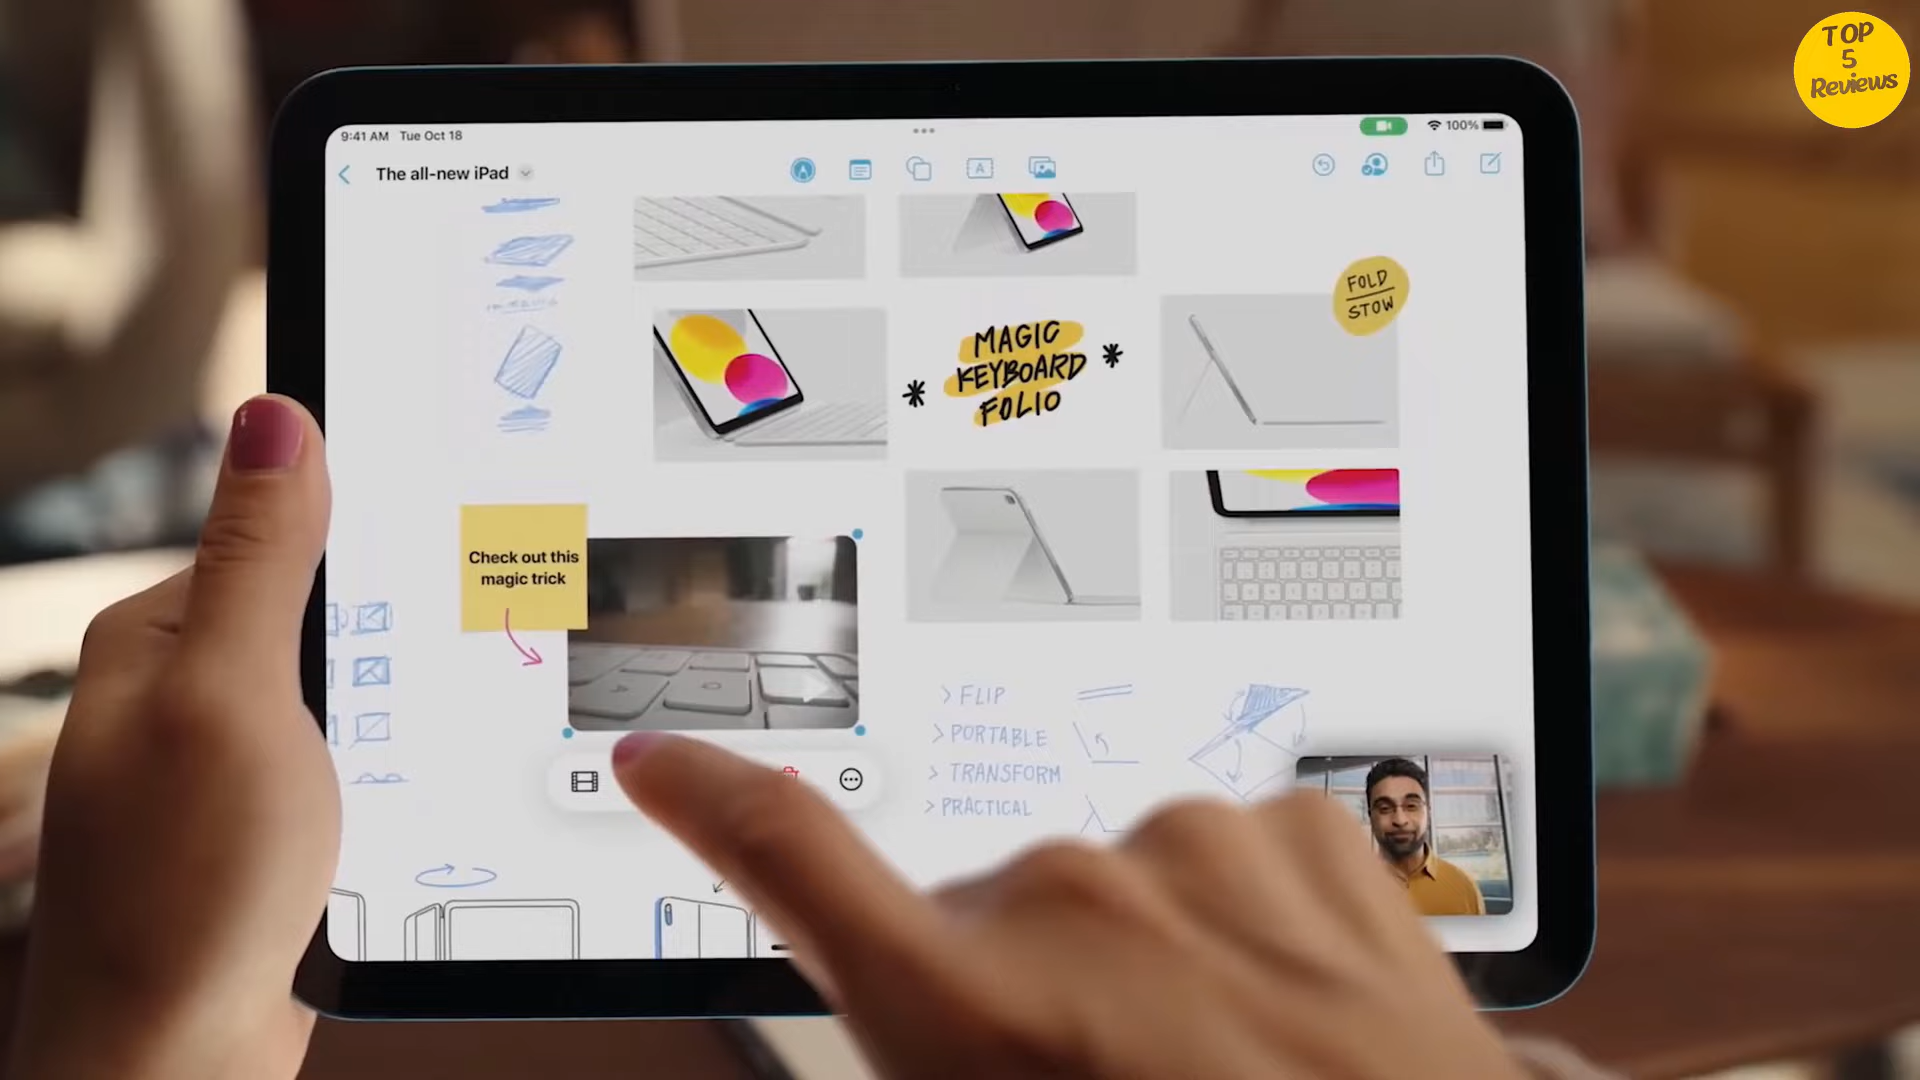 TOP
5
Reviews
9:41 AM Tue Oct 18
100%
The all-new iPad
A
FOLD
STOW
MAGIC
KEYBOARD
FOLIO
Check out this
magic trick
> FLIP
> PORTABLE
> TRANSFORM
> PRACTICAL